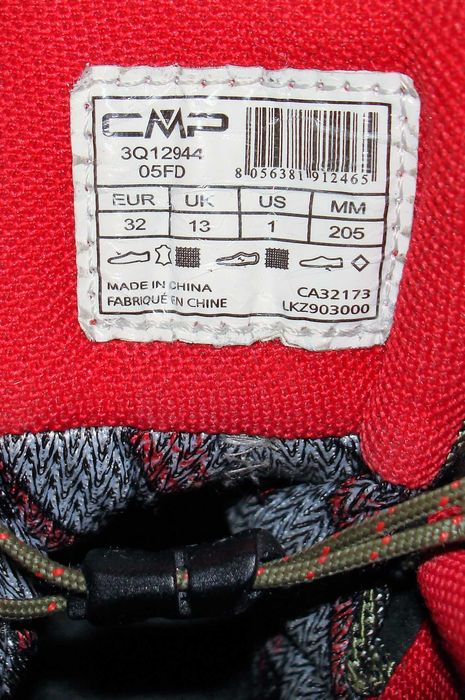 CMP
3Q12944
05FD
8 056381 912465
EUR UK US MM
32 13 1 205
MADE IN CHINA
FABRIQUÉ EN CHINE
CA32173
LKZ903000